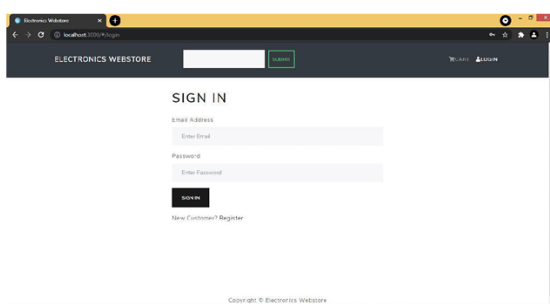 Electronics Webstore
localhost:3000/#/login
ELECTRONICS WEBSTORE
SUBMIT
CART LOGIN
SIGN IN
Email Address
Enter Email
Password
Enter Password
SIGN IN
New Customer? Register
Copyright © Electronics Webstore